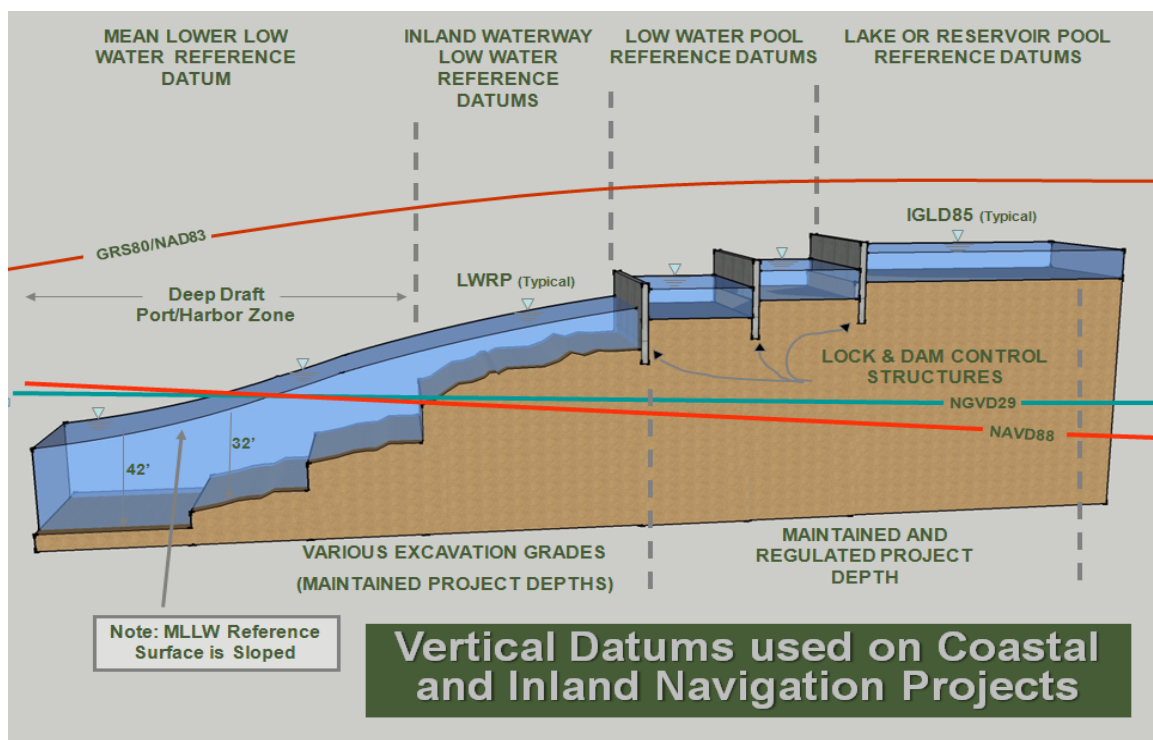 MEAN LOWER LOW
WATER REFERENCE
DATUM
INLAND WATERWAY
LOW WATER
REFERENCE
DATUMS
LOW WATER POOL
REFERENCE DATUMS
LAKE OR RESERVOIR POOL
REFERENCE DATUMS
GRS80/NAD83
IGLD85 (Typical)
LWRP (Typical)
Deep Draft
Port/Harbor Zone
LOCK & DAM CONTROL
STRUCTURES
NGVD29
NAVD88
42’
32’
VARIOUS EXCAVATION GRADES
(MAINTAINED PROJECT DEPTHS)
MAINTAINED AND
REGULATED PROJECT
DEPTH
Note: MLLW Reference
Surface is Sloped
Vertical Datums used on Coastal
and Inland Navigation Projects